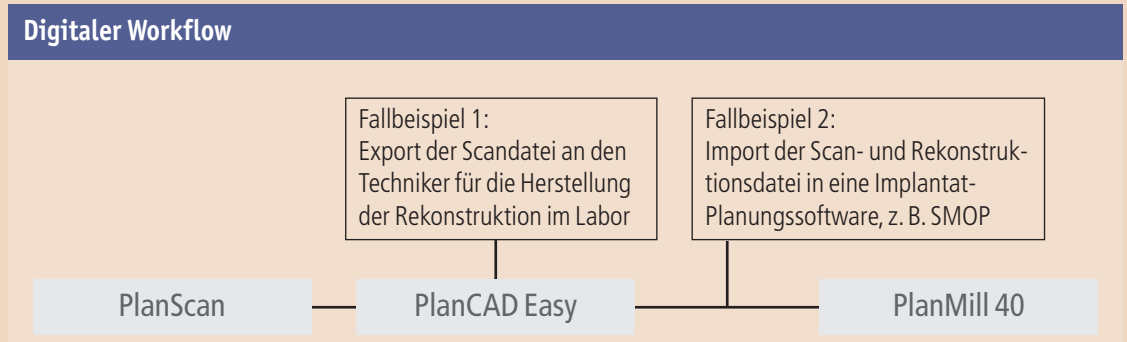 Digitaler Workflow
Fallbeispiel 1:
Export der Scandatei an den
Techniker für die Herstellung
der Rekonstruktion im Labor
Fallbeispiel 2:
Import der Scan- und Rekonstruk-
tionsdatei in eine Implantat-
Planungssoftware, z. B. SMOP
PlanScan
PlanCAD Easy
PlanMill 40